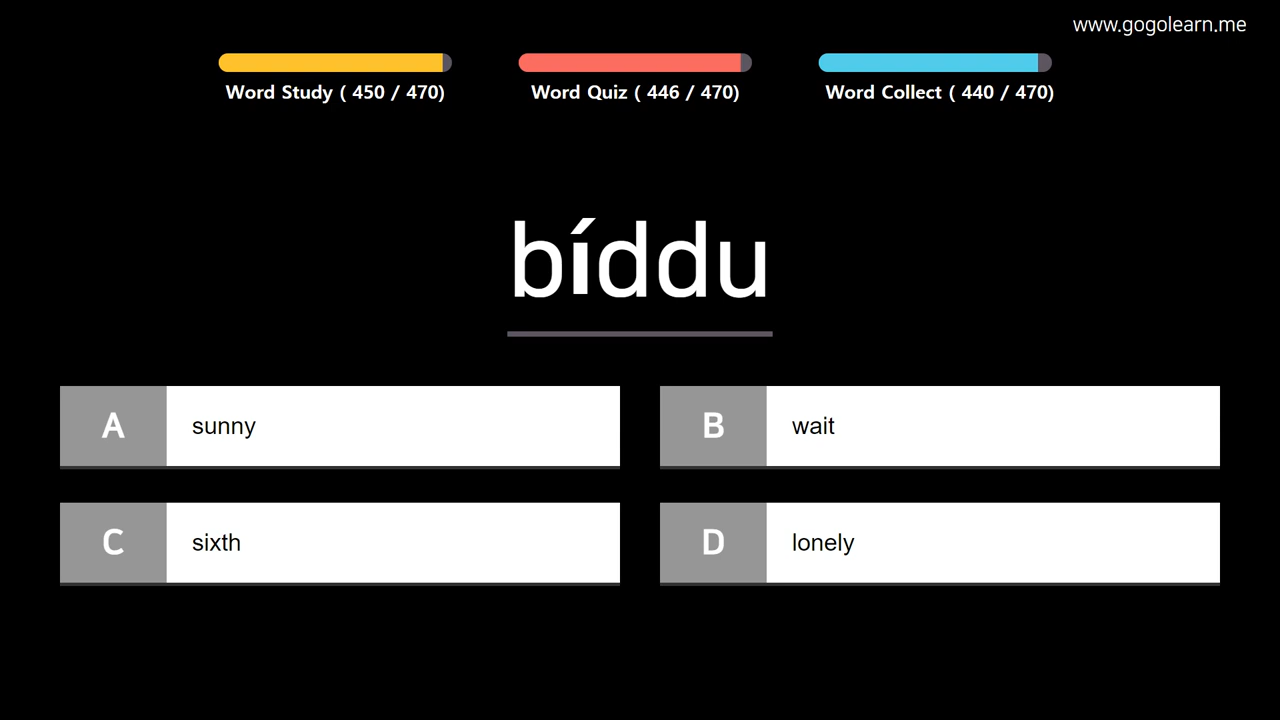 www.gogolearn.me
Word Study ( 450 / 470)
Word Quiz ( 446 / 470)
Word Collect ( 440 / 470)
bíddu
A sunny
B wait
C sixth
D lonely